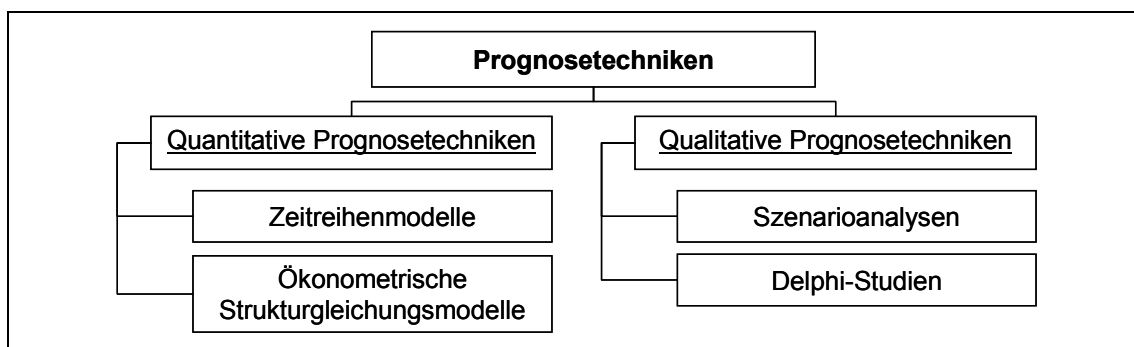 Prognosetechniken
Quantitative Prognosetechniken
Zeitreihenmodelle
Ökonometrische
Strukturgleichungsmodelle
Qualitative Prognosetechniken
Szenarioanalysen
Delphi-Studien